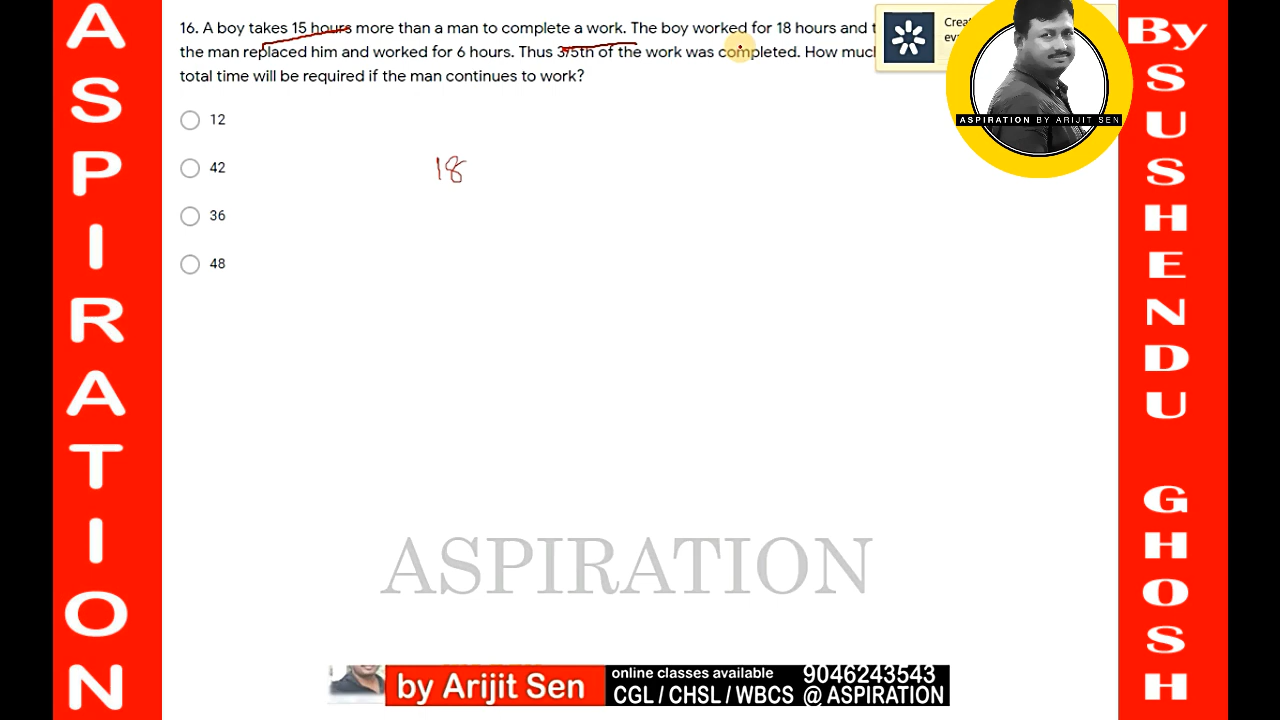 ASPIRATION
16. A boy takes 15 hours more than a man to complete a work. The boy worked for 18 hours and
the man replaced him and worked for 6 hours. Thus 3/5th of the work was completed. How much
total time will be required if the man continues to work?
12
42
36
48
18
ASPIRATION BY ARIJIT SEN
By SUSHENDU GHOSH
ASPIRATION
by Arijit Sen
online classes available
CGL / CHSL / WBCS
9046243543
@ ASPIRATION